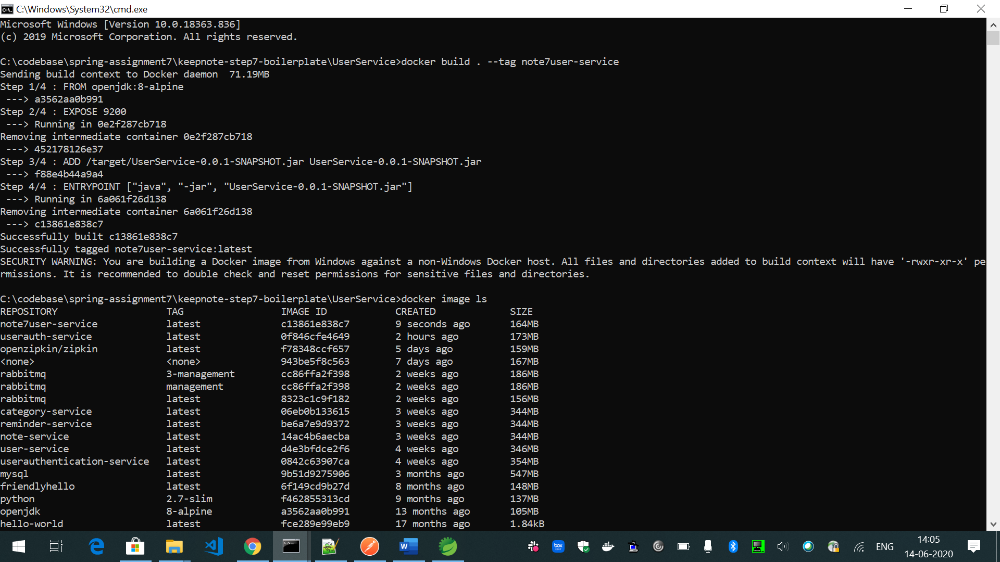 C:\Windows\System32\cmd.exe
Microsoft Windows [Version 10.0.18363.836]
(c) 2019 Microsoft Corporation. All rights reserved.
C:\codebase\spring-assignment7\keepnote-step7-boilerplate\UserService>docker build . --tag note7user-service
Sending build context to Docker daemon  71.19MB
Step 1/4 : FROM openjdk:8-alpine
 ---> a3562aa0b991
Step 2/4 : EXPOSE 9200
 ---> Running in 0e2f287cb718
Removing intermediate container 0e2f287cb718
 ---> 452178126e37
Step 3/4 : ADD /target/UserService-0.0.1-SNAPSHOT.jar UserService-0.0.1-SNAPSHOT.jar
 ---> f88e4b44a9a4
Step 4/4 : ENTRYPOINT ["java", "-jar", "UserService-0.0.1-SNAPSHOT.jar"]
 ---> Running in 6a061f26d138
Removing intermediate container 6a061f26d138
 ---> c13861e838c7
Successfully built c13861e838c7
Successfully tagged note7user-service:latest
SECURITY WARNING: You are building a Docker image from Windows against a non-Windows Docker host. All files and directories added to build context will have '-rwxr-xr-x' pe
rmissions. It is recommended to double check and reset permissions for sensitive files and directories.
C:\codebase\spring-assignment7\keepnote-step7-boilerplate\UserService>docker image ls
REPOSITORY TAG IMAGE ID CREATED SIZE
note7user-service latest c13861e838c7 9 seconds ago 164MB
userauth-service latest 0f846cfe4649 2 hours ago 173MB
openzipkin/zipkin latest f78348ccf657 5 days ago 159MB
<none> <none> 943be5f8c563 7 days ago 167MB
rabbitmq 3-management cc86ffa2f398 2 weeks ago 186MB
rabbitmq management cc86ffa2f398 2 weeks ago 186MB
rabbitmq latest 8323c1c9f182 2 weeks ago 156MB
category-service latest 06eb0b133615 3 weeks ago 344MB
reminder-service latest be6a7e9d9372 3 weeks ago 344MB
note-service latest 14ac4b6aecba 3 weeks ago 344MB
user-service latest d4e3bfdce2f6 4 weeks ago 346MB
userauthentication-service latest 0842c63907ca 4 weeks ago 354MB
mysql latest 9b51d9275906 3 months ago 547MB
friendlyhello latest 6f149cd9b27d 8 months ago 148MB
python 2.7-slim f462855313cd 9 months ago 137MB
openjdk 8-alpine a3562aa0b991 13 months ago 105MB
hello-world latest fce289e99eb9 17 months ago 1.84kB
box
ENG
14:05
14-06-2020